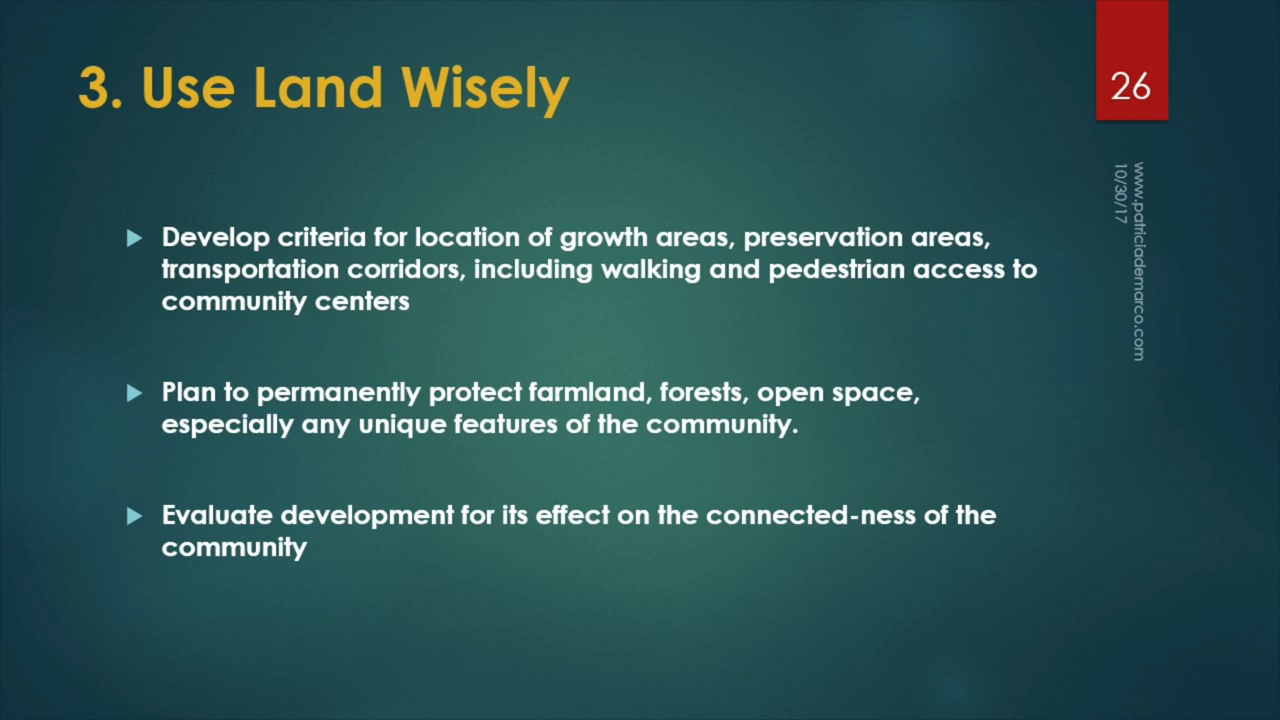 3. Use Land Wisely
26
www.patriciademarco.com
10/30/17
Develop criteria for location of growth areas, preservation areas,
transportation corridors, including walking and pedestrian access to
community centers
Plan to permanently protect farmland, forests, open space,
especially any unique features of the community.
Evaluate development for its effect on the connected-ness of the
community